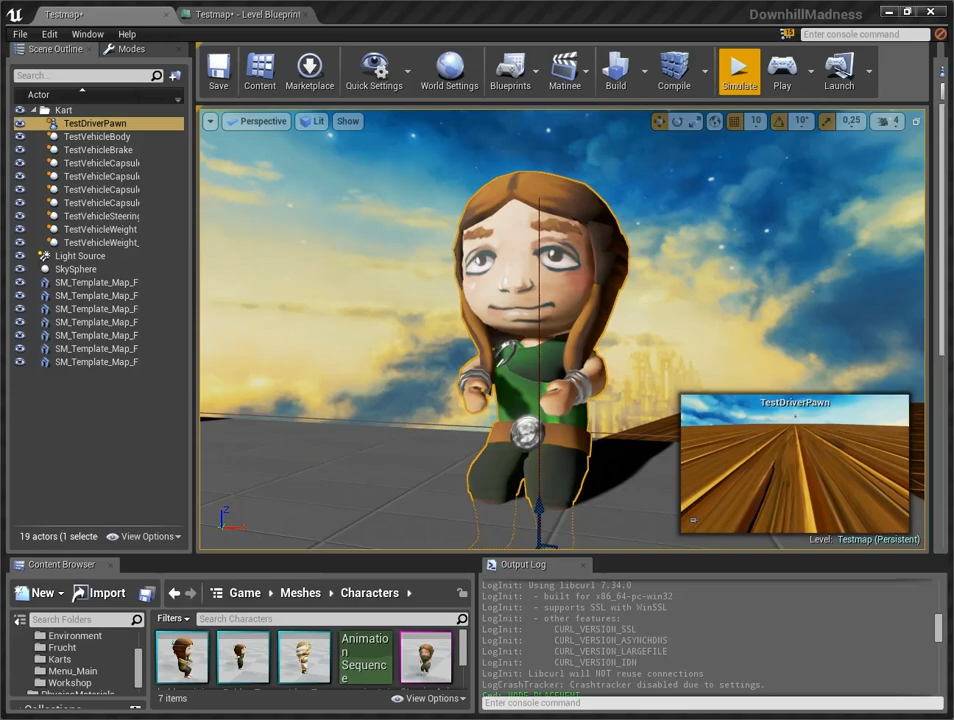 Testmap*
Testmap* - Level Blueprint
DownhillMadness
File Edit Window Help
Enter console command
Scene Outline
Modes
Search...
Save
Content
Marketplace
Quick Settings
World Settings
Blueprints
Matinee
Build
Compile
Simulate
Play
Launch
Actor
Kart
TestDriverPawn
TestVehicleBody
TestVehicleBrake
TestVehicleCapsul
TestVehicleCapsul
TestVehicleCapsul
TestVehicleCapsul
TestVehicleSteering
TestVehicleWeight
TestVehicleWeight_
Light Source
SkySphere
SM_Template_Map_F
SM_Template_Map_F
SM_Template_Map_F
SM_Template_Map_F
SM_Template_Map_F
SM_Template_Map_F
SM_Template_Map_F
Perspective
Lit
Show
10
10°
0,25
4
TestDriverPawn
Z
Level: Testmap (Persistent)
19 actors (1 selecte
View Options
Content Browser
New
Import
Game
Meshes
Characters
Search Folders
Filters
Search Characters
Environment
Frucht
Karts
Menu_Main
Workshop
PhysicsMaterials
Collections
Animatio
n
Sequenc
e
7 items
View Options
Output Log
LogInit: Using libcurl 7.34.0
LogInit: - built for x86_64-pc-win32
LogInit: - supports SSL with WinSSL
LogInit: - other features:
LogInit: CURL_VERSION_SSL
LogInit: CURL_VERSION_ASYNCHDNS
LogInit: CURL_VERSION_LARGEFILE
LogInit: CURL_VERSION_IDN
LogInit: Libcurl will NOT reuse connections
LogCrashTracker: Crashtracker disabled due to settings.
Cmd: MODE PLACEMENT
Enter console command